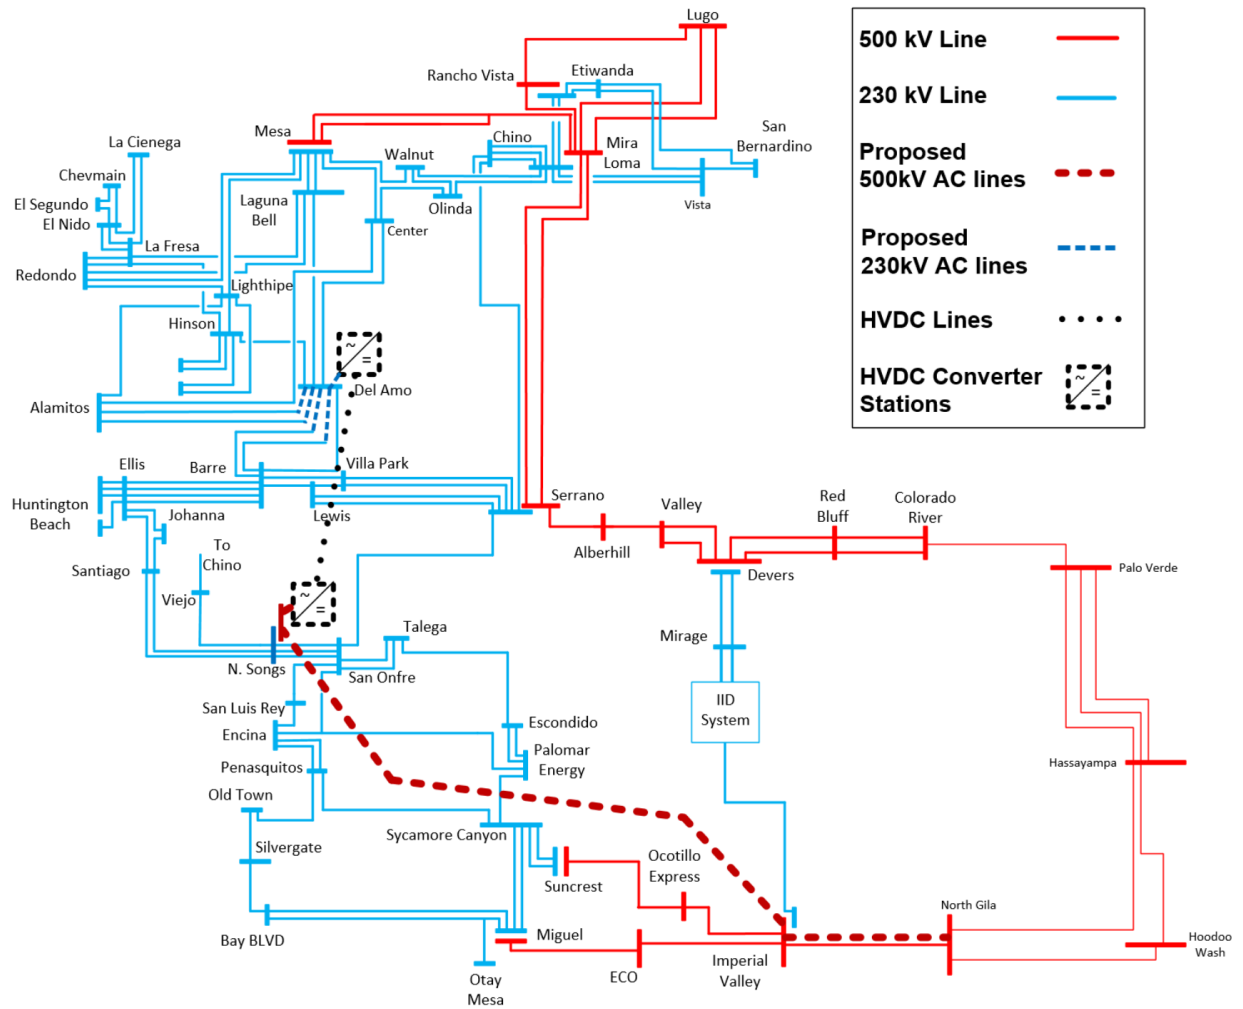 Lugo
500 kV Line
Rancho Vista
Etiwanda
230 kV Line
Mesa
Chino
San
Bernardino
La Cienega
Walnut
Mira
Loma
Proposed
500kV AC lines
Chevmain
El Segundo
Laguna
Bell
Olinda
Vista
El Nido
Center
La Fresa
Proposed
230kV AC lines
Redondo
Lighthipe
Hinson
HVDC Lines
~
=
Del Amo
HVDC Converter
Stations
~
=
Alamitos
Ellis
Barre
Villa Park
Huntington
Beach
Johanna
Lewis
Serrano
Valley
Red
Bluff
Colorado
River
Alberhill
To
Chino
Santiago
Devers
Palo Verde
Viejo
~
=
Talega
Mirage
N. Songs
San Onfre
San Luis Rey
IID
System
Encina
Escondido
Palomar
Energy
Penasquitos
Hassayampa
Old Town
Sycamore Canyon
Silvergate
Ocotillo
Express
Suncrest
North Gila
Bay BLVD
Miguel
Hoodoo
Wash
Imperial
Valley
ECO
Otay
Mesa